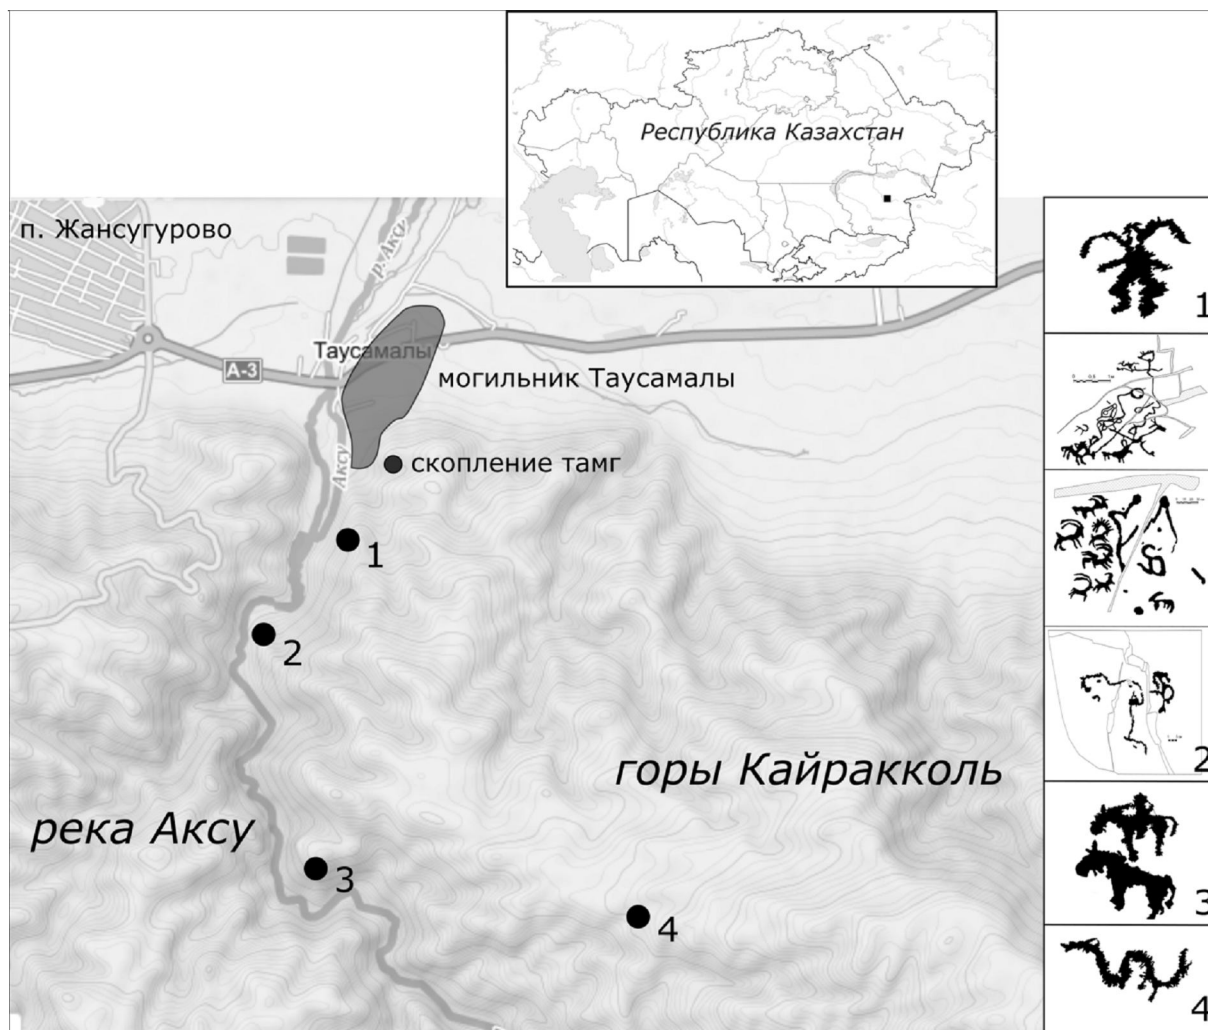 Республика Казахстан
п. Жансугурово
р. Аксу
Таусамалы
А-3
могильник Таусамалы
Аксу
скопление тамг
1
2
горы Кайракколь
река Аксу
3
4
1
2
3
4